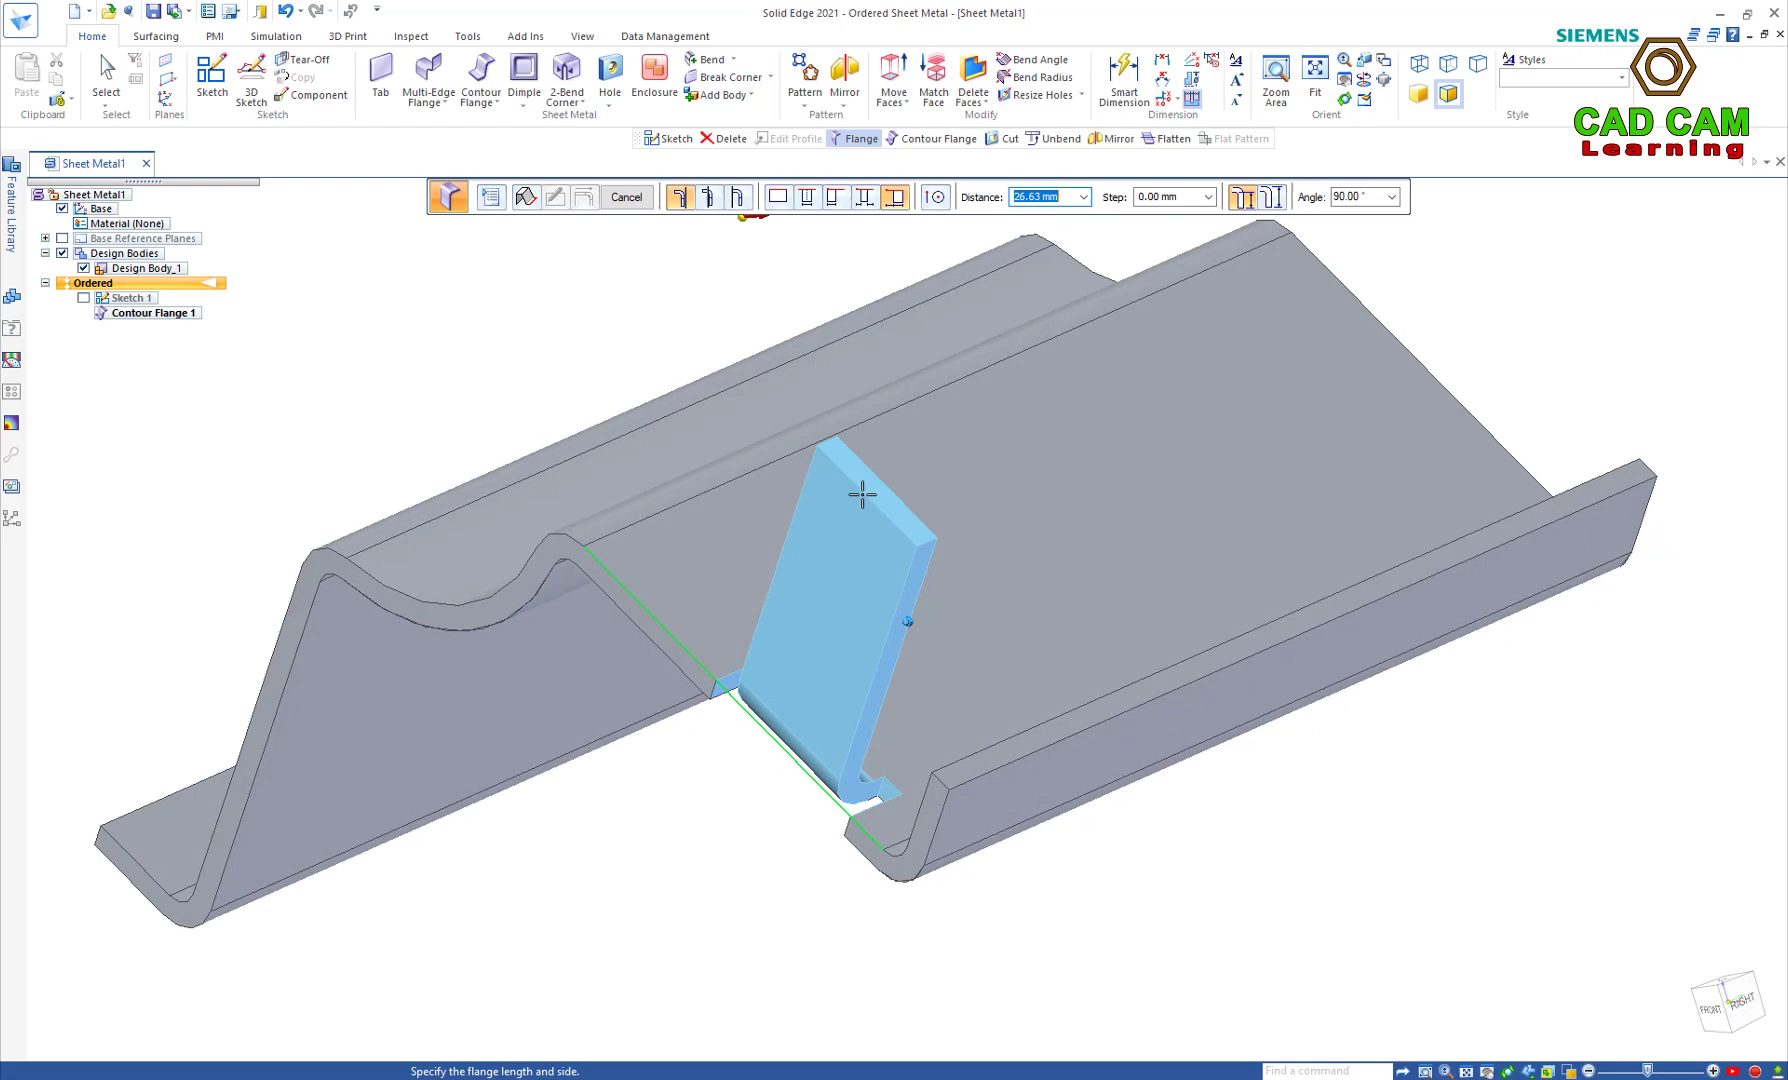 Solid Edge 2021 - Ordered Sheet Metal - [Sheet Metal1]
Home
Surfacing
PMI
Simulation
3D Print
Inspect
Tools
Add Ins
View
Data Management
SIEMENS
Paste
Clipboard
Select
Select
Planes
Sketch
3D
Sketch
Tear-Off
Copy
Component
Sketch
Tab
Multi-Edge
Flange
Contour
Flange
Dimple
2-Bend
Corner
Hole
Enclosure
Bend
Break Corner
Add Body
Sheet Metal
Pattern
Mirror
Pattern
Move
Faces
Match
Face
Delete
Faces
Bend Angle
Bend Radius
Resize Holes
Modify
Smart
Dimension
Dimension
Zoom
Area
Fit
Orient
Styles
Style
CAD CAM
Learning
Sketch
Delete
Edit Profile
Flange
Contour Flange
Cut
Unbend
Mirror
Flatten
Flat Pattern
Sheet Metal1
Cancel
Distance:
26.63 mm
Step:
0.00 mm
Angle:
90.00 °
Feature Library
Sheet Metal1
Base
Material (None)
Base Reference Planes
Design Bodies
Design Body_1
Ordered
Sketch 1
Contour Flange 1
FRONT
RIGHT
Specify the flange length and side.
Find a command